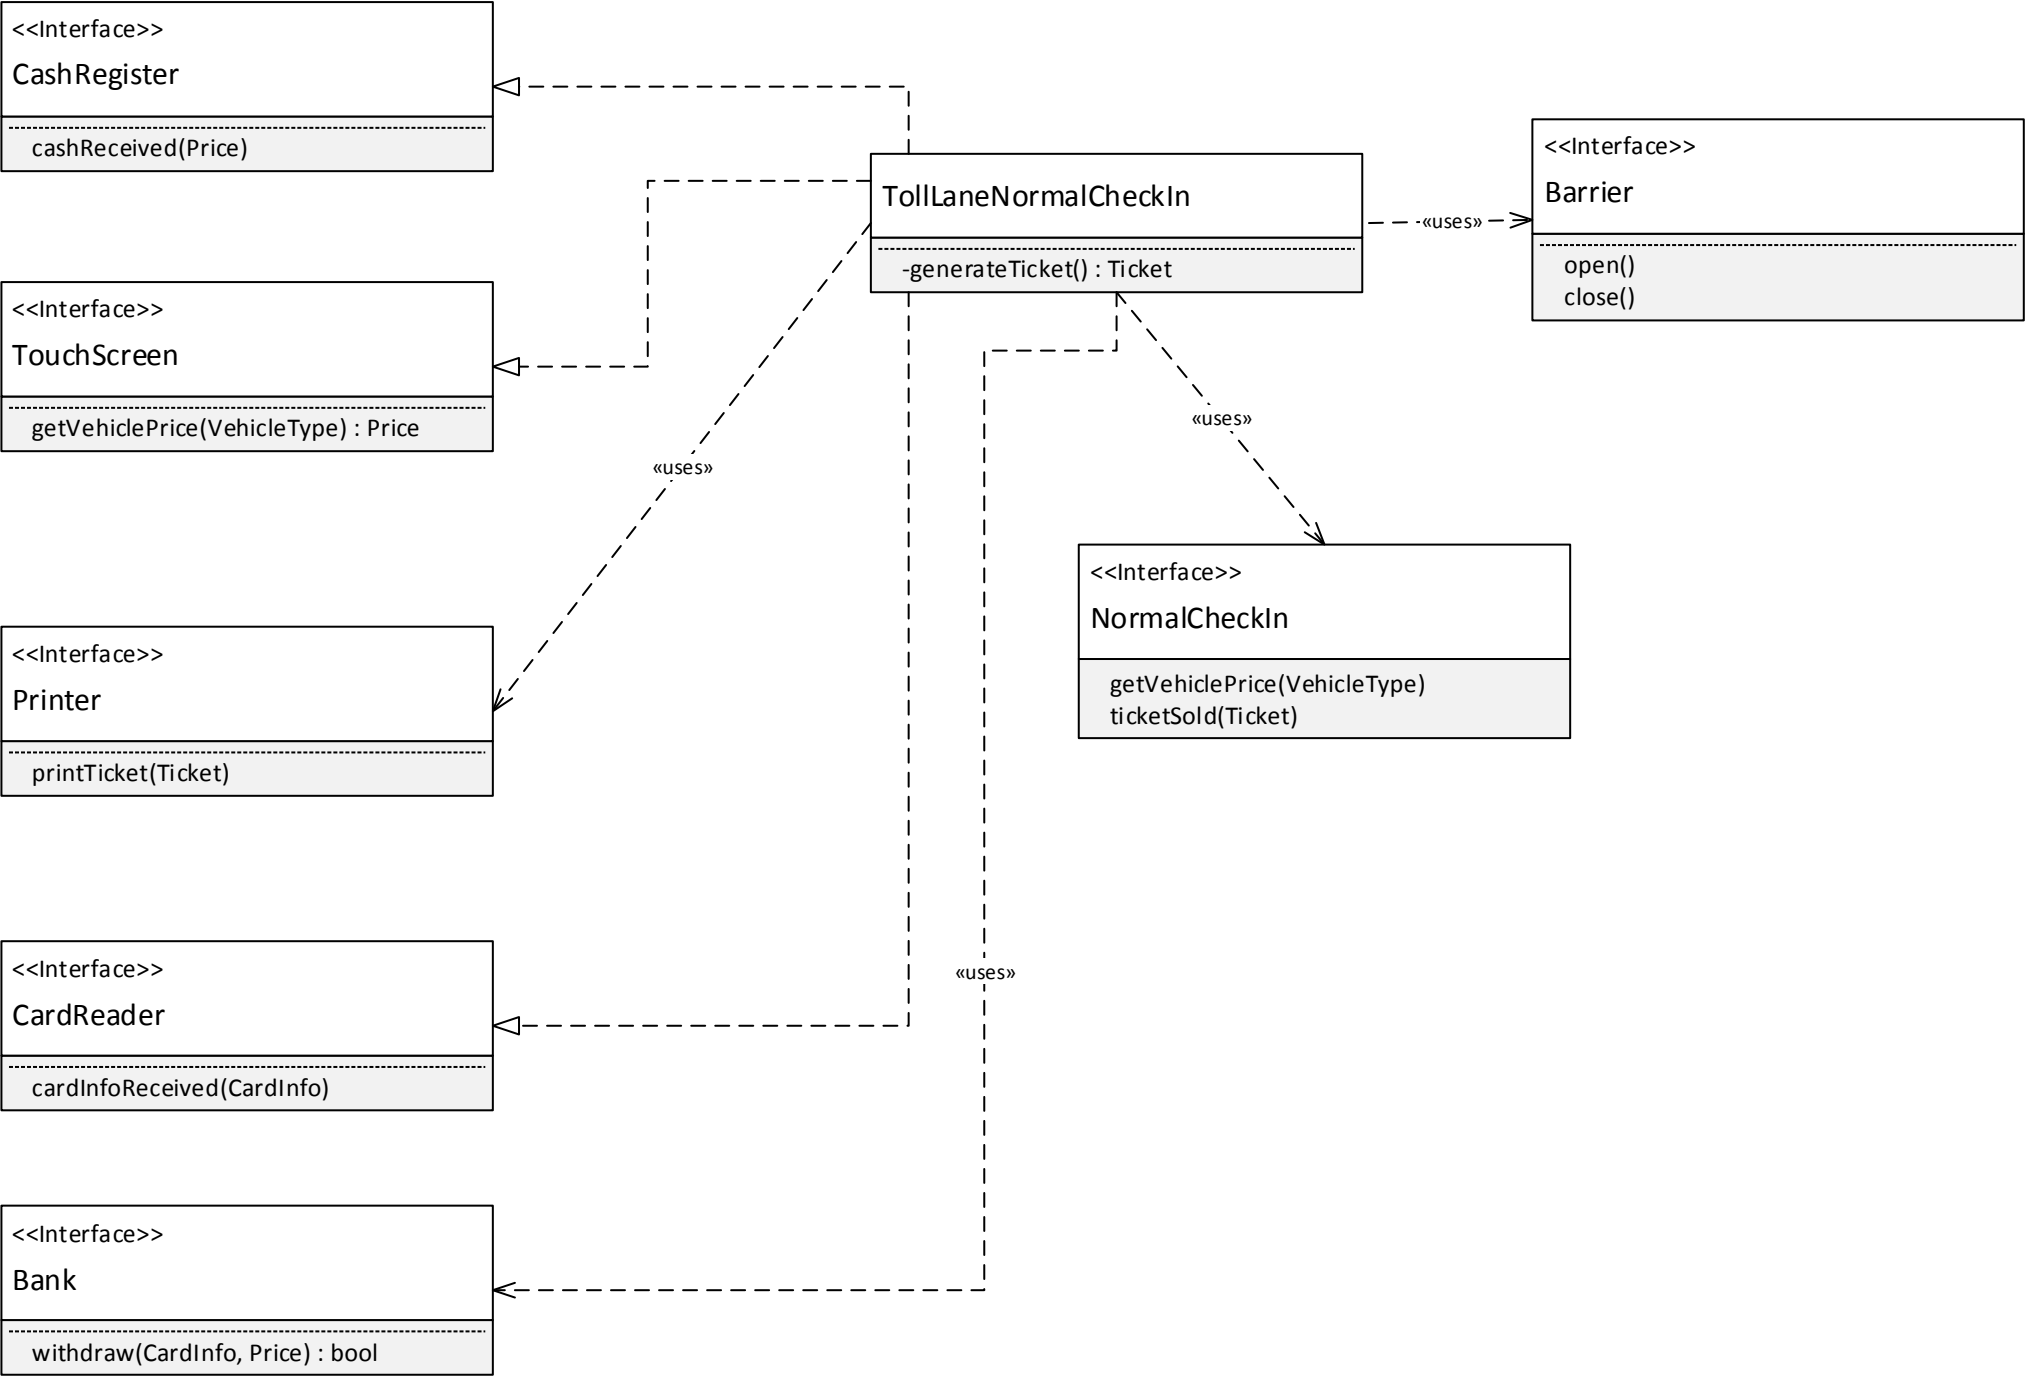 <<Interface>>
CashRegister
cashReceived(Price)
<<Interface>>
TouchScreen
getVehiclePrice(VehicleType) : Price
<<Interface>>
Printer
printTicket(Ticket)
<<Interface>>
CardReader
cardInfoReceived(CardInfo)
<<Interface>>
Bank
withdraw(CardInfo, Price) : bool
TollLaneNormalCheckIn
-generateTicket() : Ticket
«uses»
«uses»
«uses»
«uses»
<<Interface>>
Barrier
open()
close()
<<Interface>>
NormalCheckIn
getVehiclePrice(VehicleType)
ticketSold(Ticket)